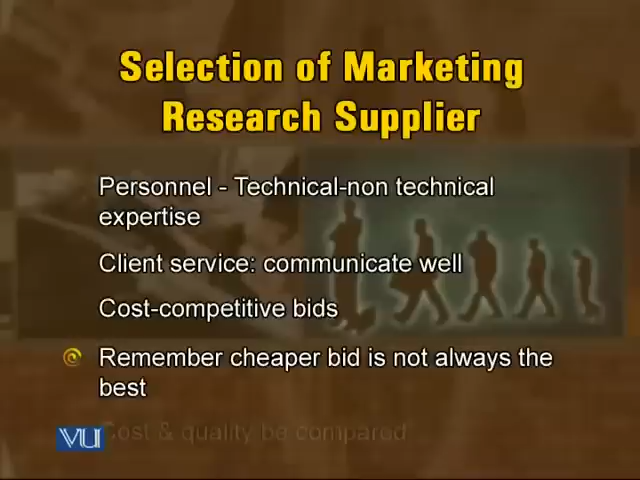 Selection of Marketing
Research Supplier
Personnel - Technical-non technical
expertise
Client service: communicate well
Cost-competitive bids
Remember cheaper bid is not always the
best
Cost & quality be compared
VU